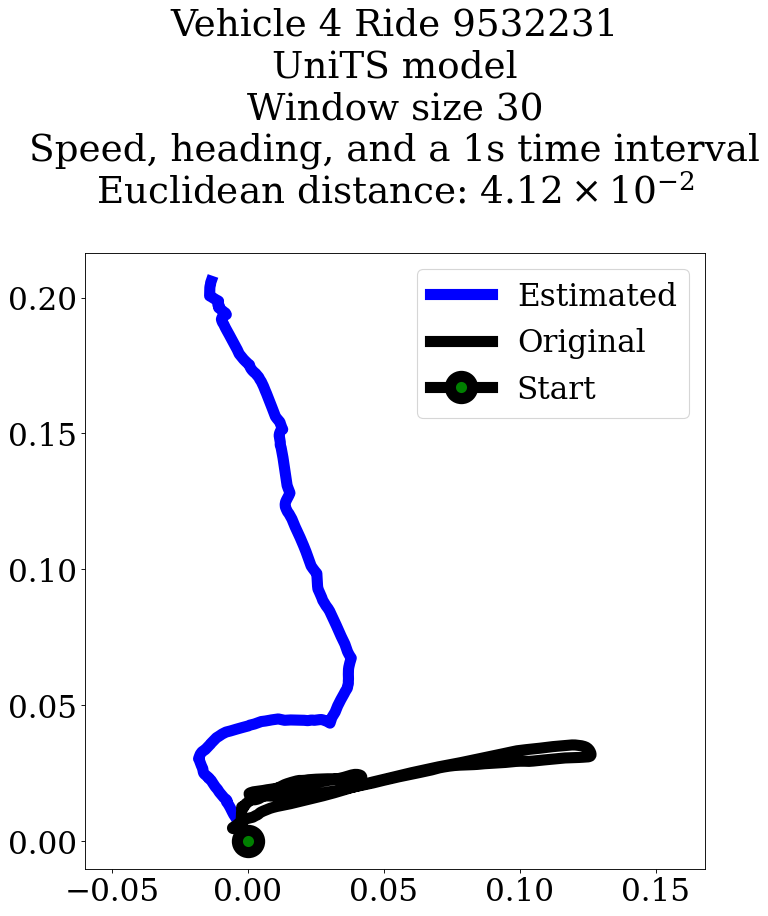 Vehicle 4 Ride 9532231
UniTS model
Window size 30
Speed, heading, and a 1s time interval
Euclidean distance: 4.12 × 10⁻²
Estimated
Original
Start
0.20
0.15
0.10
0.05
0.00
−0.05 0.00 0.05 0.10 0.15